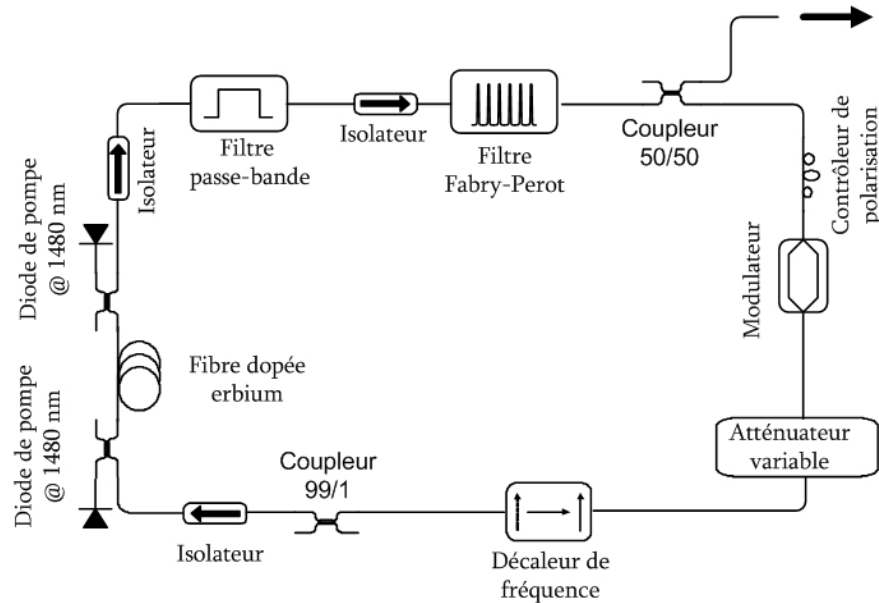 Isolateur
Filtre
passe-bande
Isolateur
Filtre
Fabry-Perot
Coupleur
50/50
Contrôleur de
polarisation
Modulateur
Atténuateur
variable
Décaleur de
fréquence
Coupleur
99/1
Isolateur
Fibre dopée
erbium
Diode de pompe
@ 1480 nm
Diode de pompe
@ 1480 nm